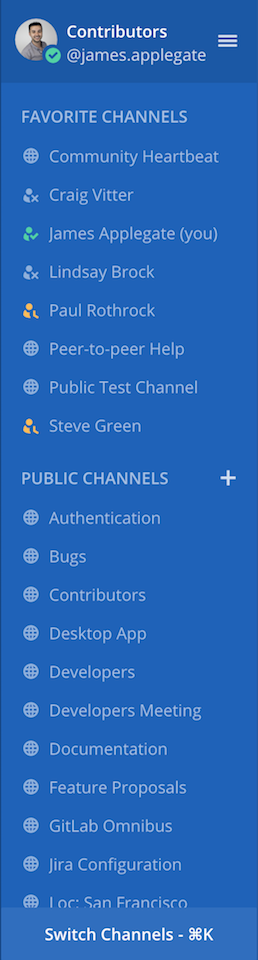 Contributors
@james.applegate
FAVORITE CHANNELS
Community Heartbeat
Craig Vitter
James Applegate (you)
Lindsay Brock
Paul Rothrock
Peer-to-peer Help
Public Test Channel
Steve Green
PUBLIC CHANNELS +
Authentication
Bugs
Contributors
Desktop App
Developers
Developers Meeting
Documentation
Feature Proposals
GitLab Omnibus
Jira Configuration
Loc: San Francisco
Switch Channels - ⌘K